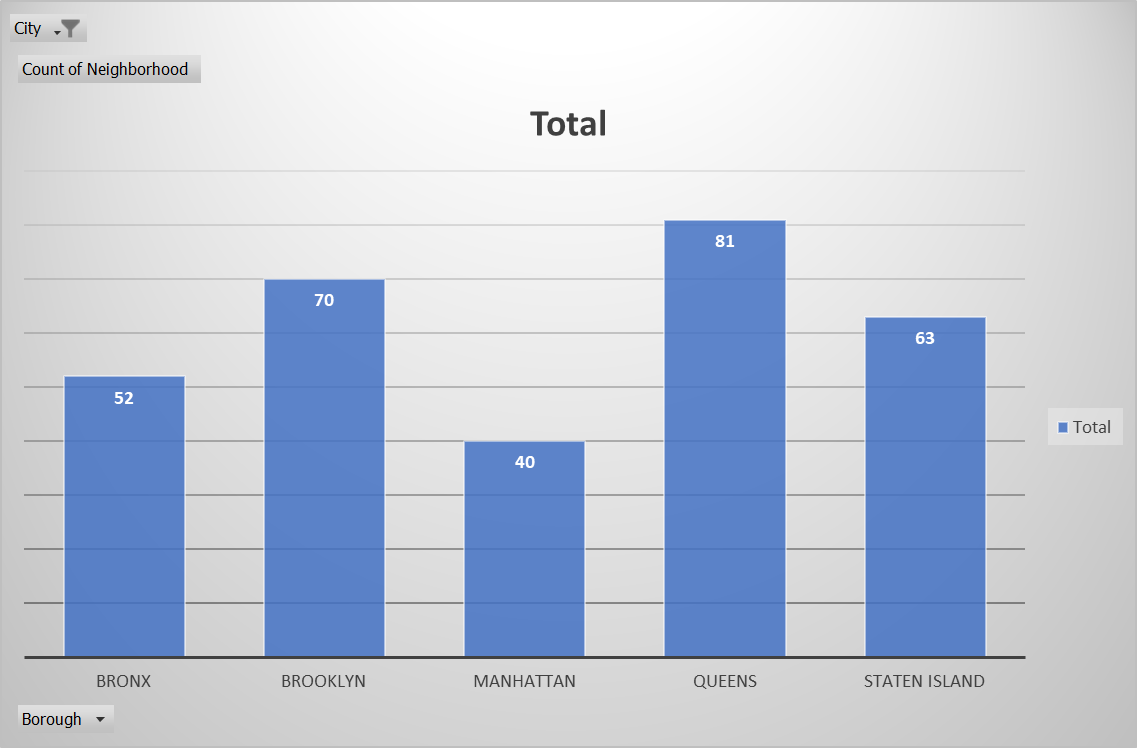 City
Count of Neighborhood
Total
81
70
63
52
40
Total
BRONX BROOKLYN MANHATTAN QUEENS STATEN ISLAND
Borough